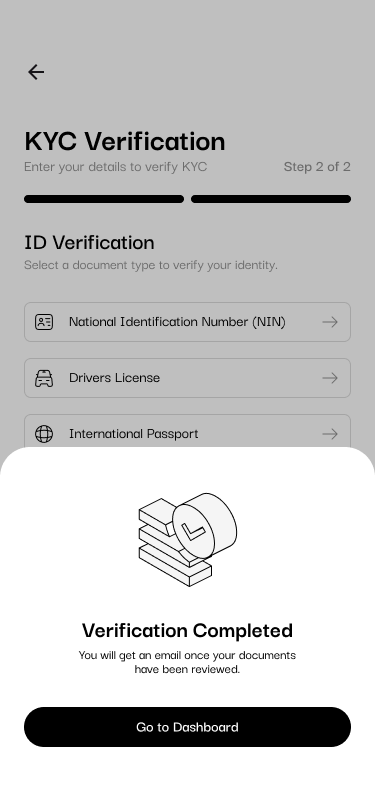 KYC Verification
Enter your details to verify KYC
Step 2 of 2
ID Verification
Select a document type to verify your identity.
National Identification Number (NIN)
Drivers License
International Passport
Verification Completed
You will get an email once your documents
have been reviewed.
Go to Dashboard